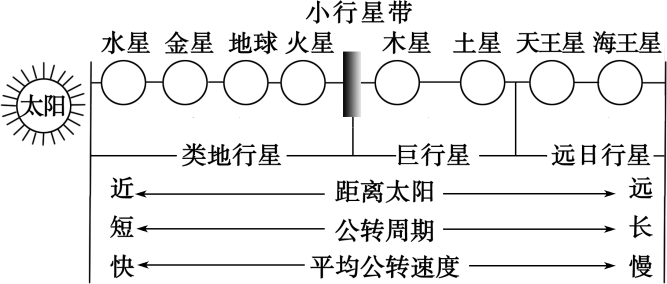 小行星带
水星 金星 地球 火星 木星 土星 天王星 海王星
太阳
类地行星 巨行星 远日行星
近 距离太阳 远
短 公转周期 长
快 平均公转速度 慢